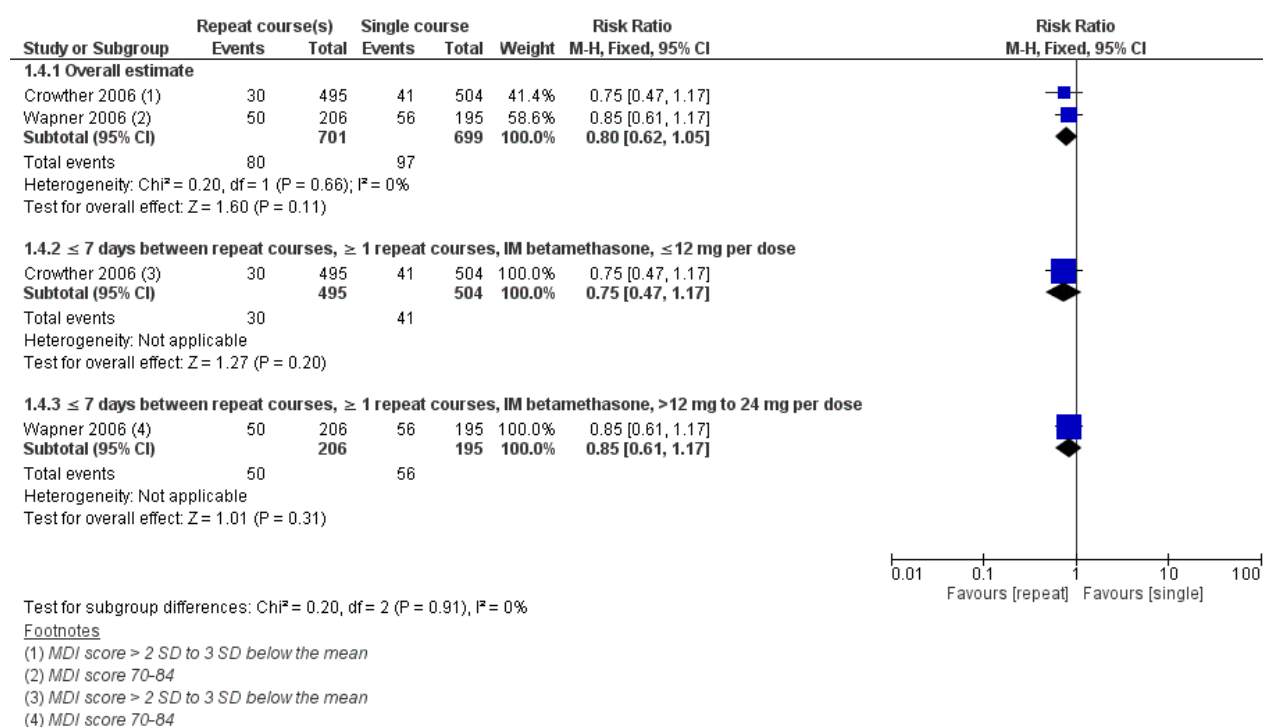 Repeat course(s) Single course Risk Ratio Risk Ratio
Study or Subgroup Events Total Events Total Weight M-H, Fixed, 95% CI M-H, Fixed, 95% CI
1.4.1 Overall estimate
Crowther 2006 (1) 30 495 41 504 41.4% 0.75 [0.47, 1.17]
Wapner 2006 (2) 50 206 56 195 58.6% 0.85 [0.61, 1.17]
Subtotal (95% CI) 701 699 100.0% 0.80 [0.62, 1.05]
Total events 80 97
Heterogeneity: Chi² = 0.20, df = 1 (P = 0.66); I² = 0%
Test for overall effect: Z = 1.60 (P = 0.11)
1.4.2 ≤ 7 days between repeat courses, ≥ 1 repeat courses, IM betamethasone, ≤12 mg per dose
Crowther 2006 (3) 30 495 41 504 100.0% 0.75 [0.47, 1.17]
Subtotal (95% CI) 495 504 100.0% 0.75 [0.47, 1.17]
Total events 30 41
Heterogeneity: Not applicable
Test for overall effect: Z = 1.27 (P = 0.20)
1.4.3 ≤ 7 days between repeat courses, ≥ 1 repeat courses, IM betamethasone, >12 mg to 24 mg per dose
Wapner 2006 (4) 50 206 56 195 100.0% 0.85 [0.61, 1.17]
Subtotal (95% CI) 206 195 100.0% 0.85 [0.61, 1.17]
Total events 50 56
Heterogeneity: Not applicable
Test for overall effect: Z = 1.01 (P = 0.31)
0.01 0.1 1 10 100
Favours [repeat] Favours [single]
Test for subgroup differences: Chi² = 0.20, df = 2 (P = 0.91), I² = 0%
Footnotes
(1) MDI score > 2 SD to 3 SD below the mean
(2) MDI score 70-84
(3) MDI score > 2 SD to 3 SD below the mean
(4) MDI score 70-84